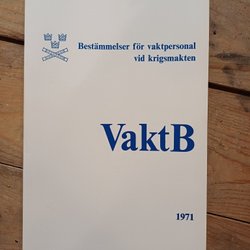 Bestämmelser för vaktpersonal
vid krigsmakten
VaktB
1971